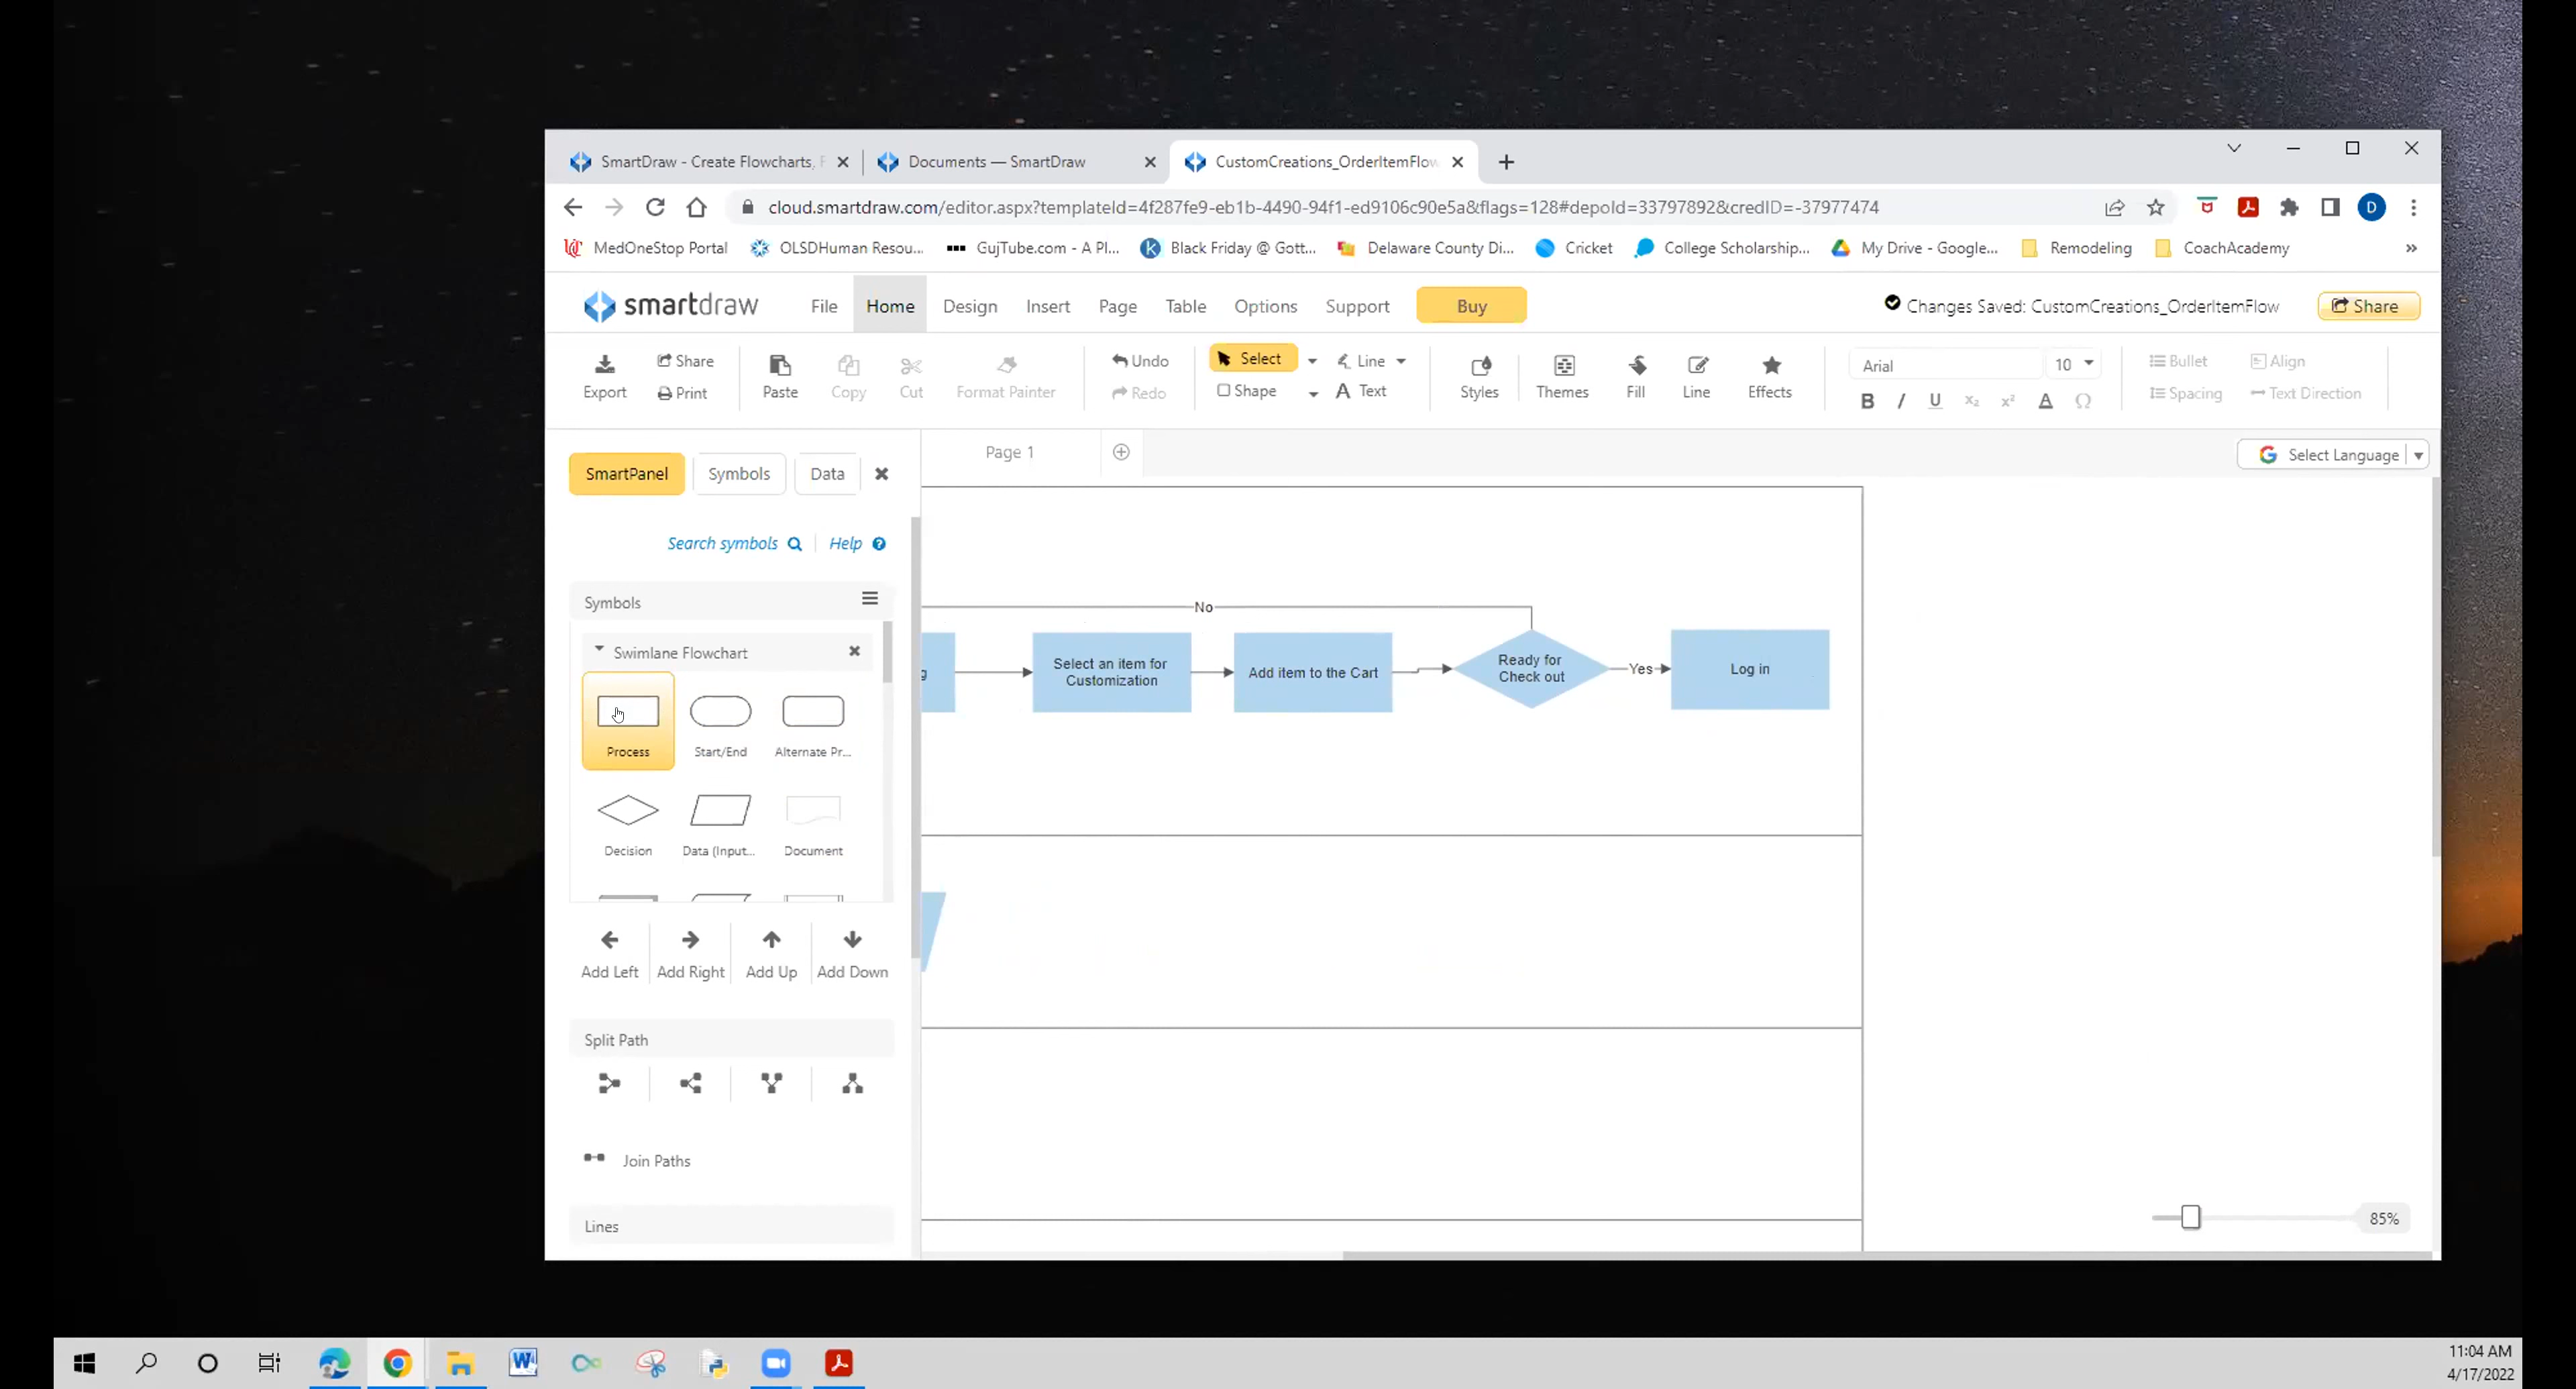 SmartDraw - Create Flowcharts, F
Documents — SmartDraw
CustomCreations_OrderItemFlow
cloud.smartdraw.com/editor.aspx?templateId=4f287fe9-eb1b-4490-94f1-ed9106c90e5a&flags=128#depoId=33797892&credID=-37977474
D
MedOneStop Portal
OLSDHuman Resou...
GujTube.com - A Pl...
Black Friday @ Gott...
Delaware County Di...
Cricket
College Scholarship...
My Drive - Google...
Remodeling
CoachAcademy
»
smartdraw
File
Home
Design
Insert
Page
Table
Options
Support
Buy
Changes Saved: CustomCreations_OrderItemFlow
Share
Export
Share
Print
Paste
Copy
Cut
Format Painter
Undo
Redo
Select
Shape
Line
A Text
Styles
Themes
Fill
Line
Effects
Arial
10
B I U x₂ x² A Ω
Bullet
Spacing
Align
Text Direction
SmartPanel
Symbols
Data
Page 1
Select Language
Search symbols
Help
Symbols
Swimlane Flowchart
Process
Start/End
Alternate Pr...
Decision
Data (Input...
Document
Add Left
Add Right
Add Up
Add Down
Split Path
Join Paths
Lines
No
g
Select an item for
Customization
Add item to the Cart
Ready for
Check out
Yes
Log in
85%
11:04 AM
4/17/2022